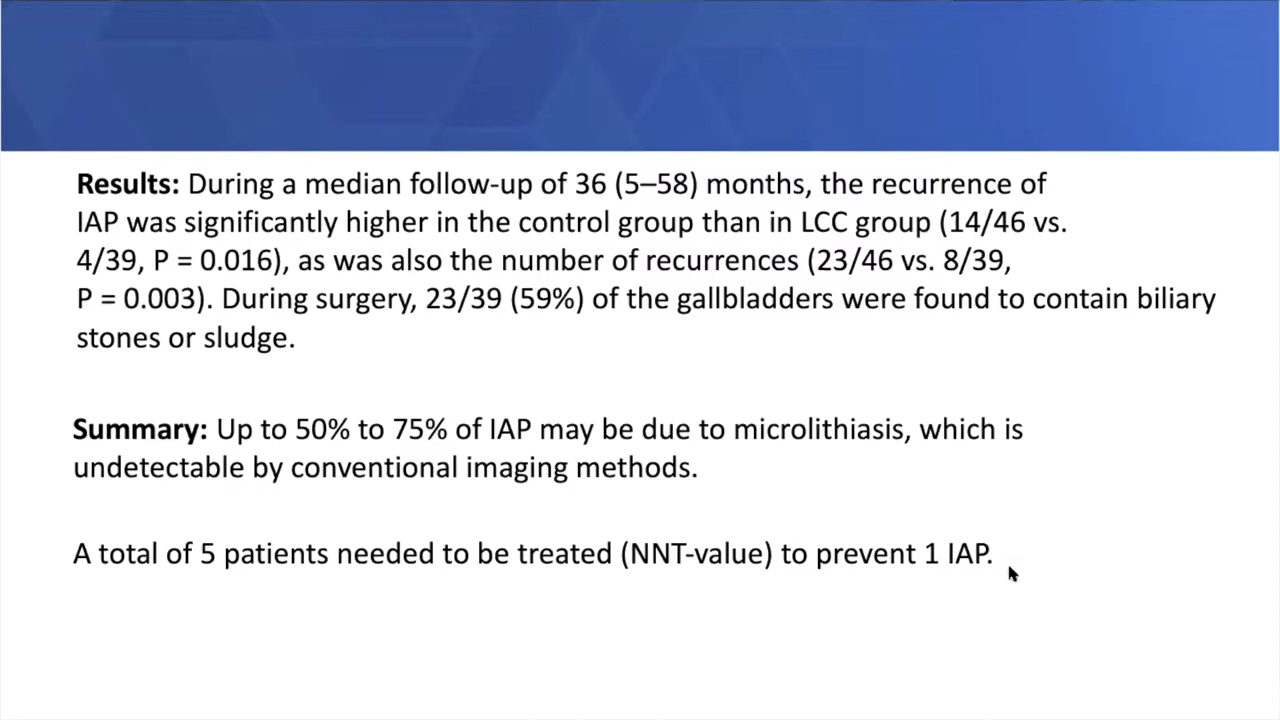 Results: During a median follow-up of 36 (5–58) months, the recurrence of
IAP was significantly higher in the control group than in LCC group (14/46 vs.
4/39, P = 0.016), as was also the number of recurrences (23/46 vs. 8/39,
P = 0.003). During surgery, 23/39 (59%) of the gallbladders were found to contain biliary
stones or sludge.
Summary: Up to 50% to 75% of IAP may be due to microlithiasis, which is
undetectable by conventional imaging methods.
A total of 5 patients needed to be treated (NNT-value) to prevent 1 IAP.